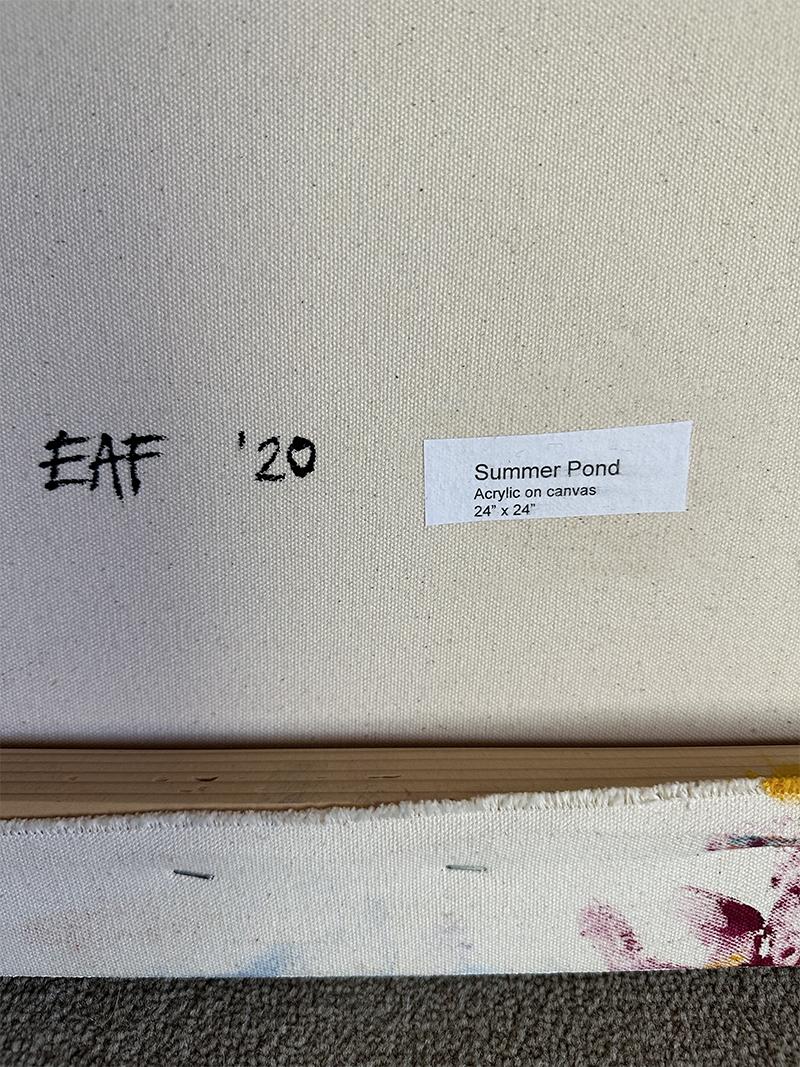 EAF '20
Summer Pond
Acrylic on canvas
24” x 24”